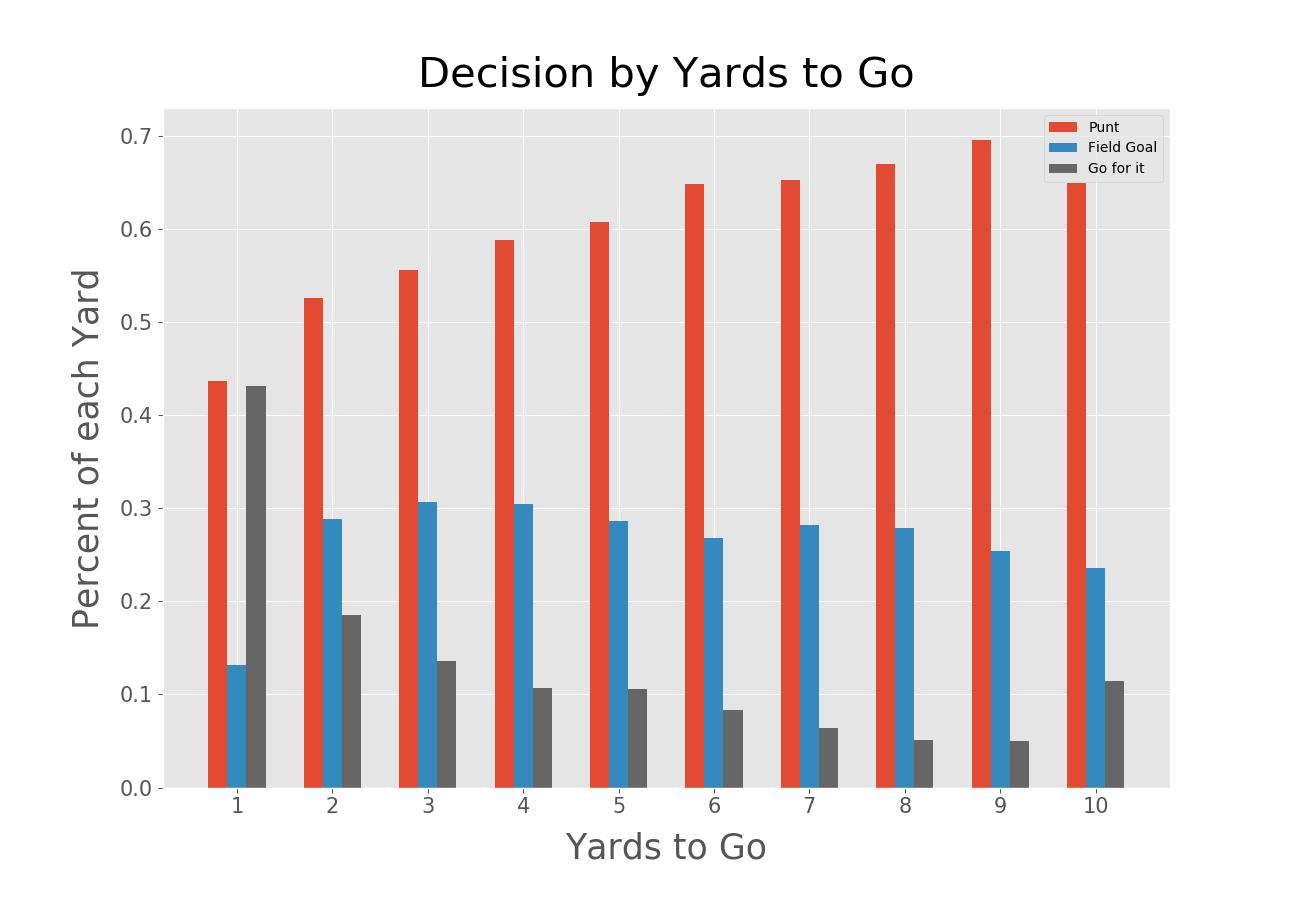 Decision by Yards to Go
Punt
Field Goal
Go for it
Percent of each Yard
0.7
0.6
0.5
0.4
0.3
0.2
0.1
0.0
1 2 3 4 5 6 7 8 9 10
Yards to Go